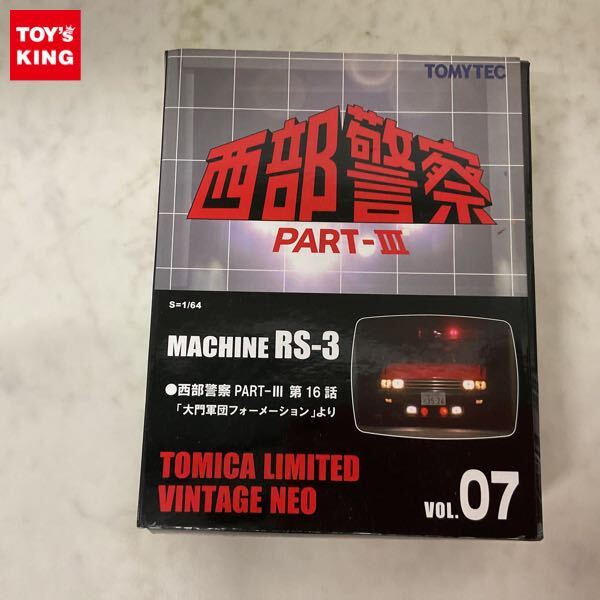 TOY's
KING
TOMYTEC
西部警察
PART-III
S=1/64
MACHINE RS-3
●西部警察 PART-III 第16話
「大門軍団フォーメーション」より
TOMICA LIMITED
VINTAGE NEO
VOL.07